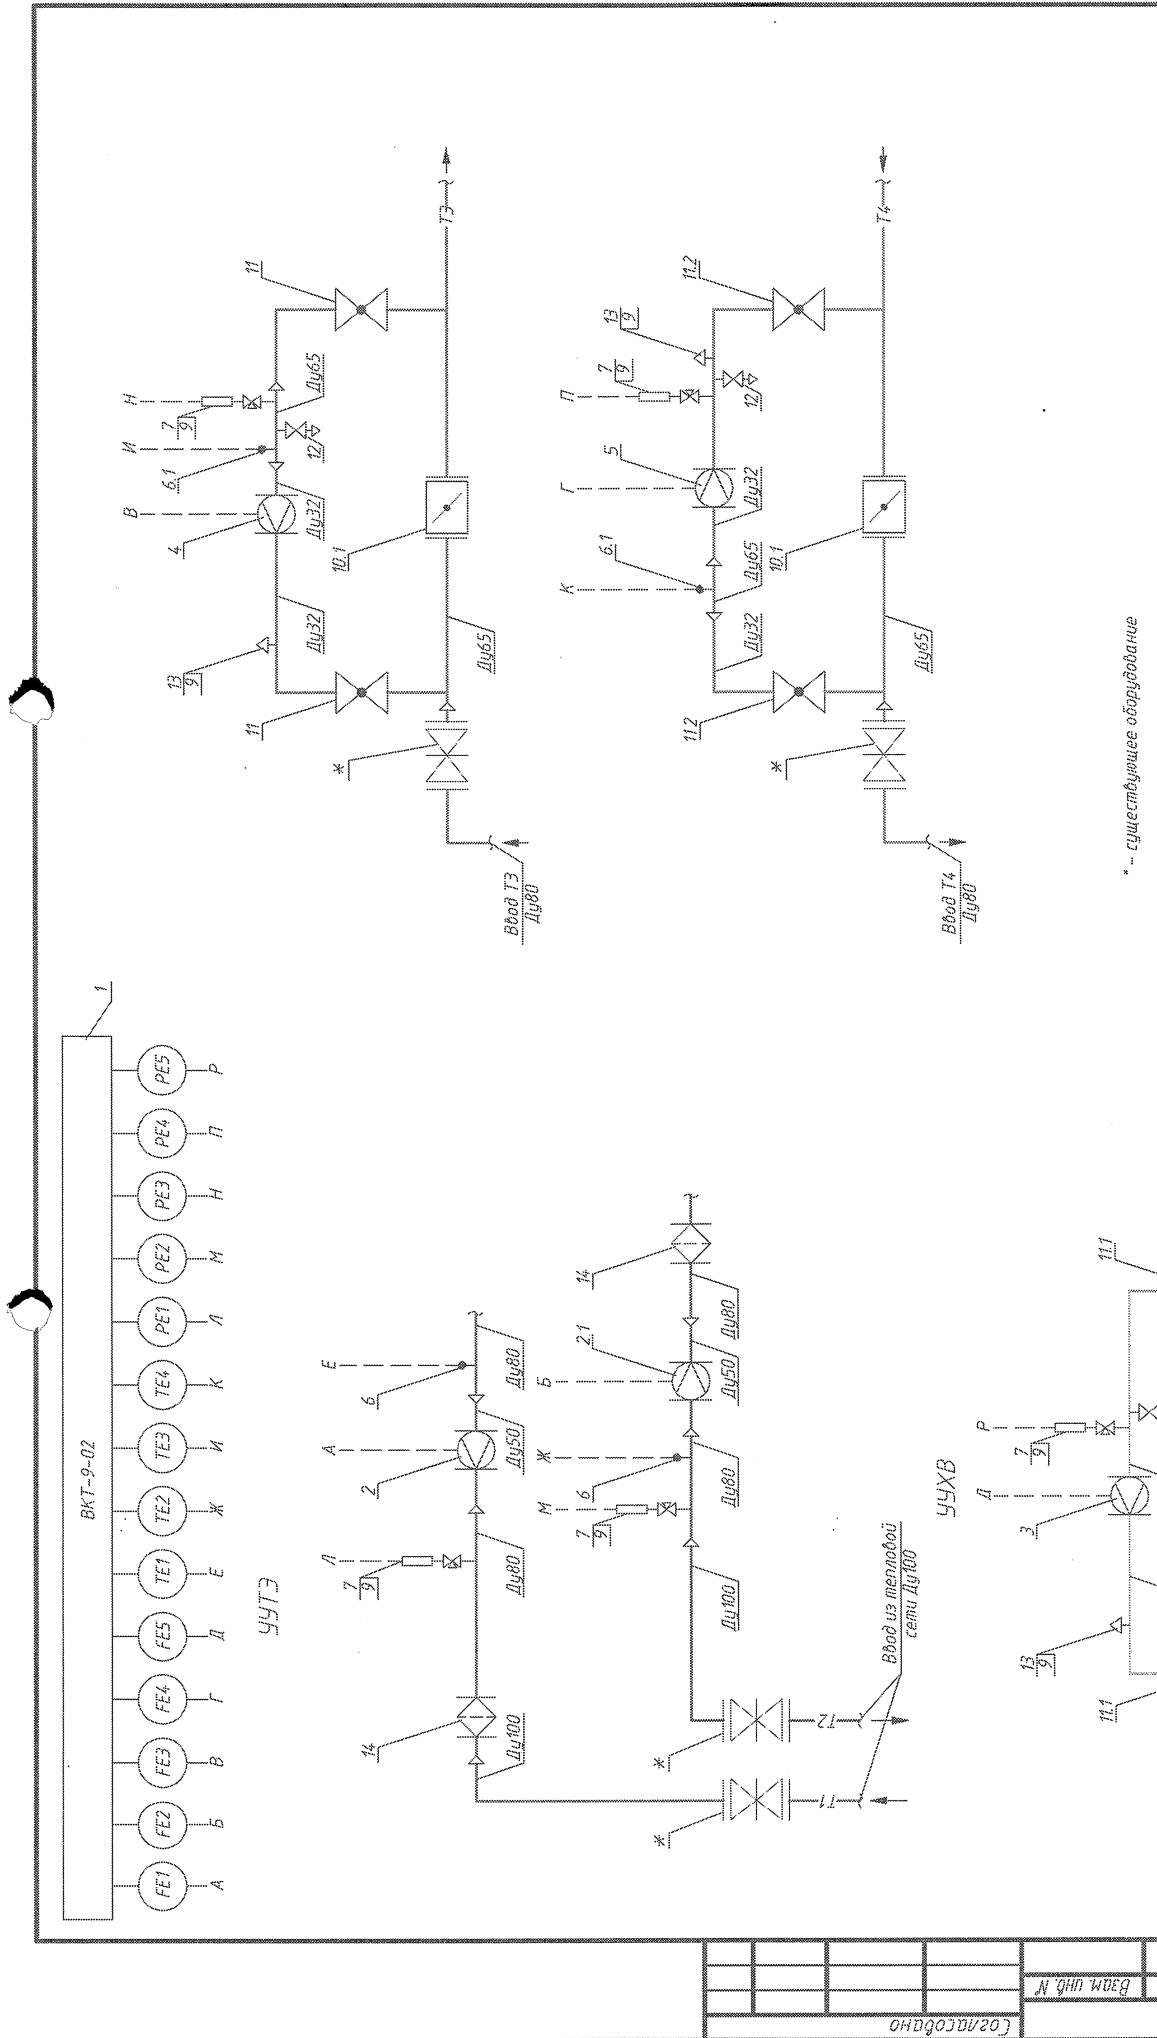 ВКТ-9-02
1
FE1
FE2
FE3
FE4
FE5
TE1
TE2
TE3
TE4
PE1
PE2
PE3
PE4
PE5
А
Б
В
Г
Д
Е
Ж
И
К
Л
М
Н
П
Р
УУТЭ
Л
7
9
А
2
Е
6
14
Ду100
Ду80
Ду50
Ду80
М
7
9
Ж
6
Б
2.1
14
Ду100
Ду80
Ду50
Ду80
*
*
Т1
Т2
Ввод из тепловой
сети Ду100
УУХВ
13
9
3
Д
7
9
Р
11.1
11.1
13
9
4
В
6.1
И
7
9
Н
11
11
12
Ду32
Ду32
Ду65
10.1
Ду65
*
Т3
Ввод Т3
Ду80
К
6.1
Г
5
П
7
9
13
9
11.2
11.2
12
Ду32
Ду65
Ду32
10.1
Ду65
*
Т4
Ввод Т4
Ду80
* - существующее оборудование
Согласовано
Взам. инв. N